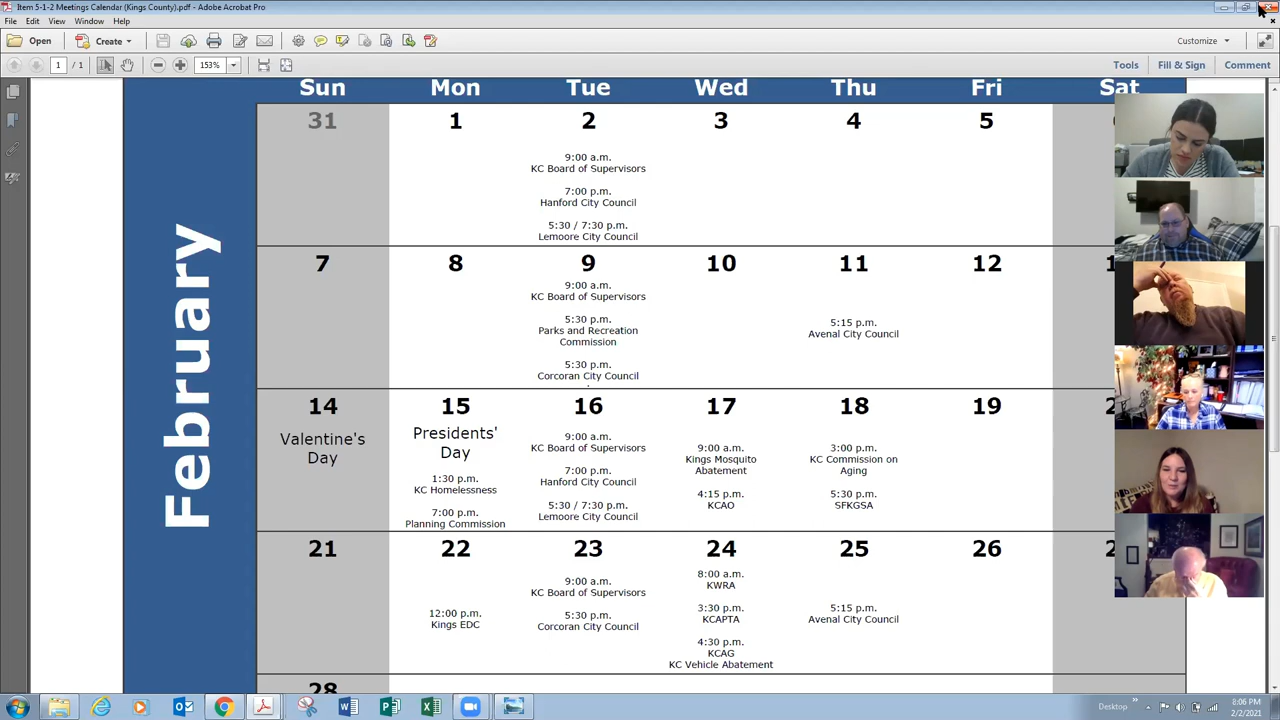 Item 5-1-2 Meetings Calendar (Kings County).pdf - Adobe Acrobat Pro
File Edit View Window Help
Open Create Customize
1 / 1 153% Tools Fill & Sign Comment
Sun Mon Tue Wed Thu Fri Sat
February
31 1 2 3 4 5
9:00 a.m.
KC Board of Supervisors
7:00 p.m.
Hanford City Council
5:30 / 7:30 p.m.
Lemoore City Council
7 8 9 10 11 12
9:00 a.m.
KC Board of Supervisors
5:30 p.m.
Parks and Recreation
Commission
5:30 p.m.
Corcoran City Council
5:15 p.m.
Avenal City Council
14 15 16 17 18 19
Valentine's
Day
Presidents'
Day
1:30 p.m.
KC Homelessness
7:00 p.m.
Planning Commission
9:00 a.m.
KC Board of Supervisors
7:00 p.m.
Hanford City Council
5:30 / 7:30 p.m.
Lemoore City Council
9:00 a.m.
Kings Mosquito
Abatement
4:15 p.m.
KCAO
3:00 p.m.
KC Commission on
Aging
5:30 p.m.
SFKGSA
21 22 23 24 25 26
12:00 p.m.
Kings EDC
9:00 a.m.
KC Board of Supervisors
5:30 p.m.
Corcoran City Council
8:00 a.m.
KWRA
3:30 p.m.
KCAPTA
4:30 p.m.
KCAG
KC Vehicle Abatement
5:15 p.m.
Avenal City Council
28
Desktop
8:06 PM
2/2/2021